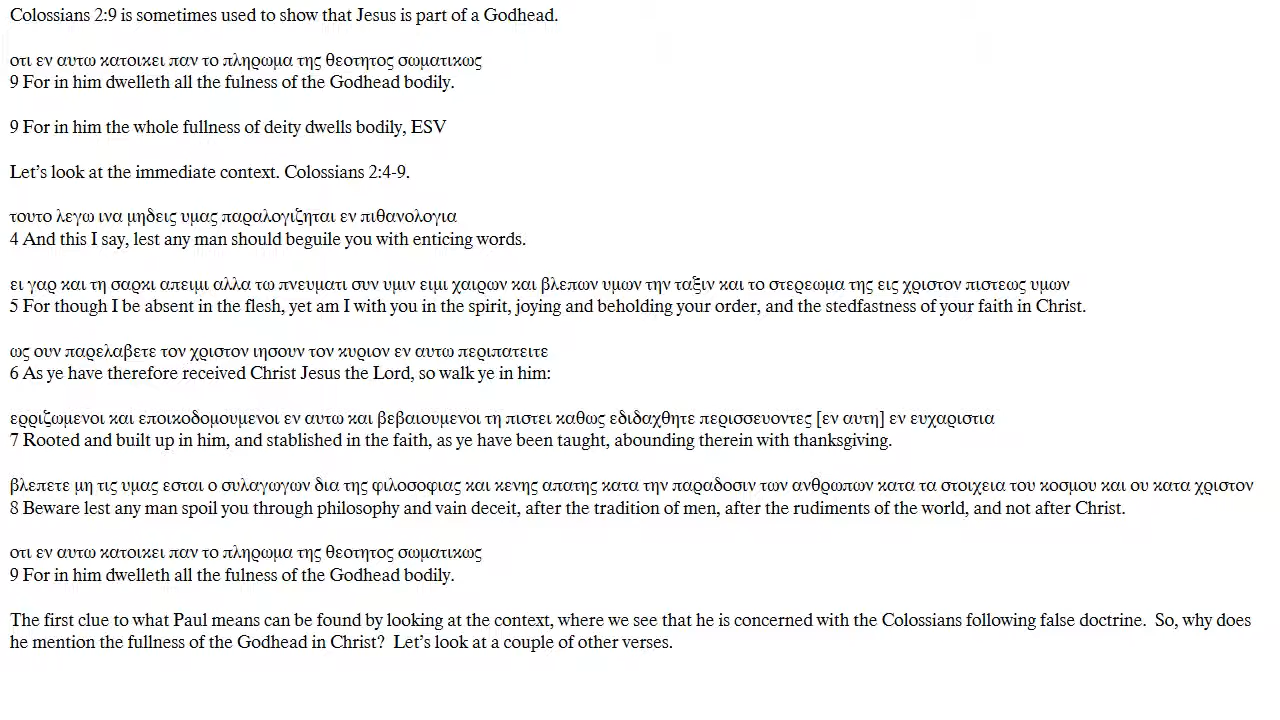 Colossians 2:9 is sometimes used to show that Jesus is part of a Godhead.
οτι εν αυτω κατοικει παν το πληρωμα της θεοτητος σωματικως
9 For in him dwelleth all the fulness of the Godhead bodily.
9 For in him the whole fullness of deity dwells bodily, ESV
Let’s look at the immediate context. Colossians 2:4-9.
τουτο λεγω ινα μηδεις υμας παραλογιζηται εν πιθανολογια
4 And this I say, lest any man should beguile you with enticing words.
ει γαρ και τη σαρκι απειμι αλλα τω πνευματι συν υμιν ειμι χαιρων και βλεπων υμων την ταξιν και το στερεωμα της εις χριστον πιστεως υμων
5 For though I be absent in the flesh, yet am I with you in the spirit, joying and beholding your order, and the stedfastness of your faith in Christ.
ως ουν παρελαβετε τον χριστον ιησουν τον κυριον εν αυτω περιπατειτε
6 As ye have therefore received Christ Jesus the Lord, so walk ye in him:
ερριζωμενοι και εποικοδομουμενοι εν αυτω και βεβαιουμενοι τη πιστει καθως εδιδαχθητε περισσευοντες [εν αυτη] εν ευχαριστια
7 Rooted and built up in him, and stablished in the faith, as ye have been taught, abounding therein with thanksgiving.
βλεπετε μη τις υμας εσται ο συλαγωγων δια της φιλοσοφιας και κενης απατης κατα την παραδοσιν των ανθρωπων κατα τα στοιχεια του κοσμου και ου κατα χριστον
8 Beware lest any man spoil you through philosophy and vain deceit, after the tradition of men, after the rudiments of the world, and not after Christ.
οτι εν αυτω κατοικει παν το πληρωμα της θεοτητος σωματικως
9 For in him dwelleth all the fulness of the Godhead bodily.
The first clue to what Paul means can be found by looking at the context, where we see that he is concerned with the Colossians following false doctrine.  So, why does
he mention the fullness of the Godhead in Christ?  Let’s look at a couple of other verses.